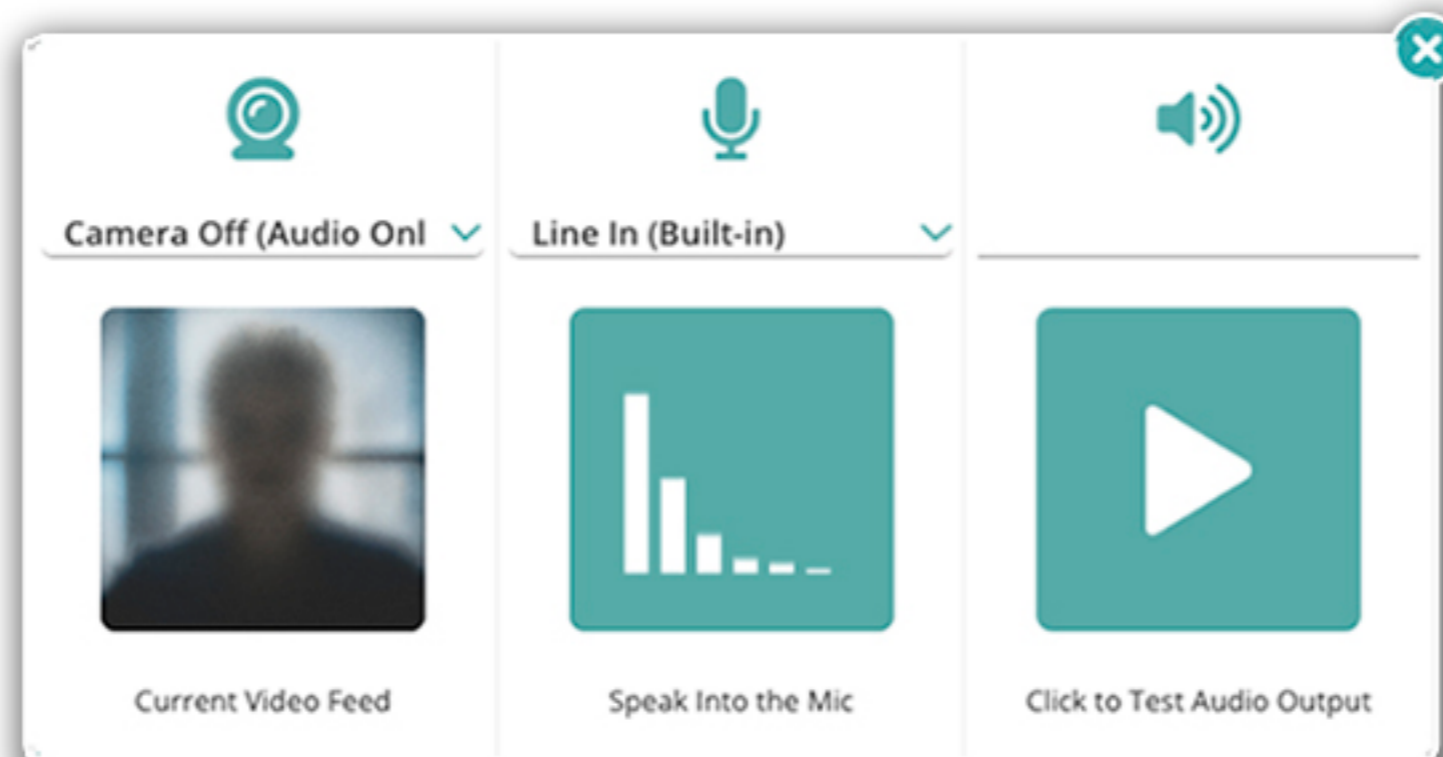 Camera Off (Audio Onl
Line In (Built-in)
Current Video Feed
Speak Into the Mic
Click to Test Audio Output